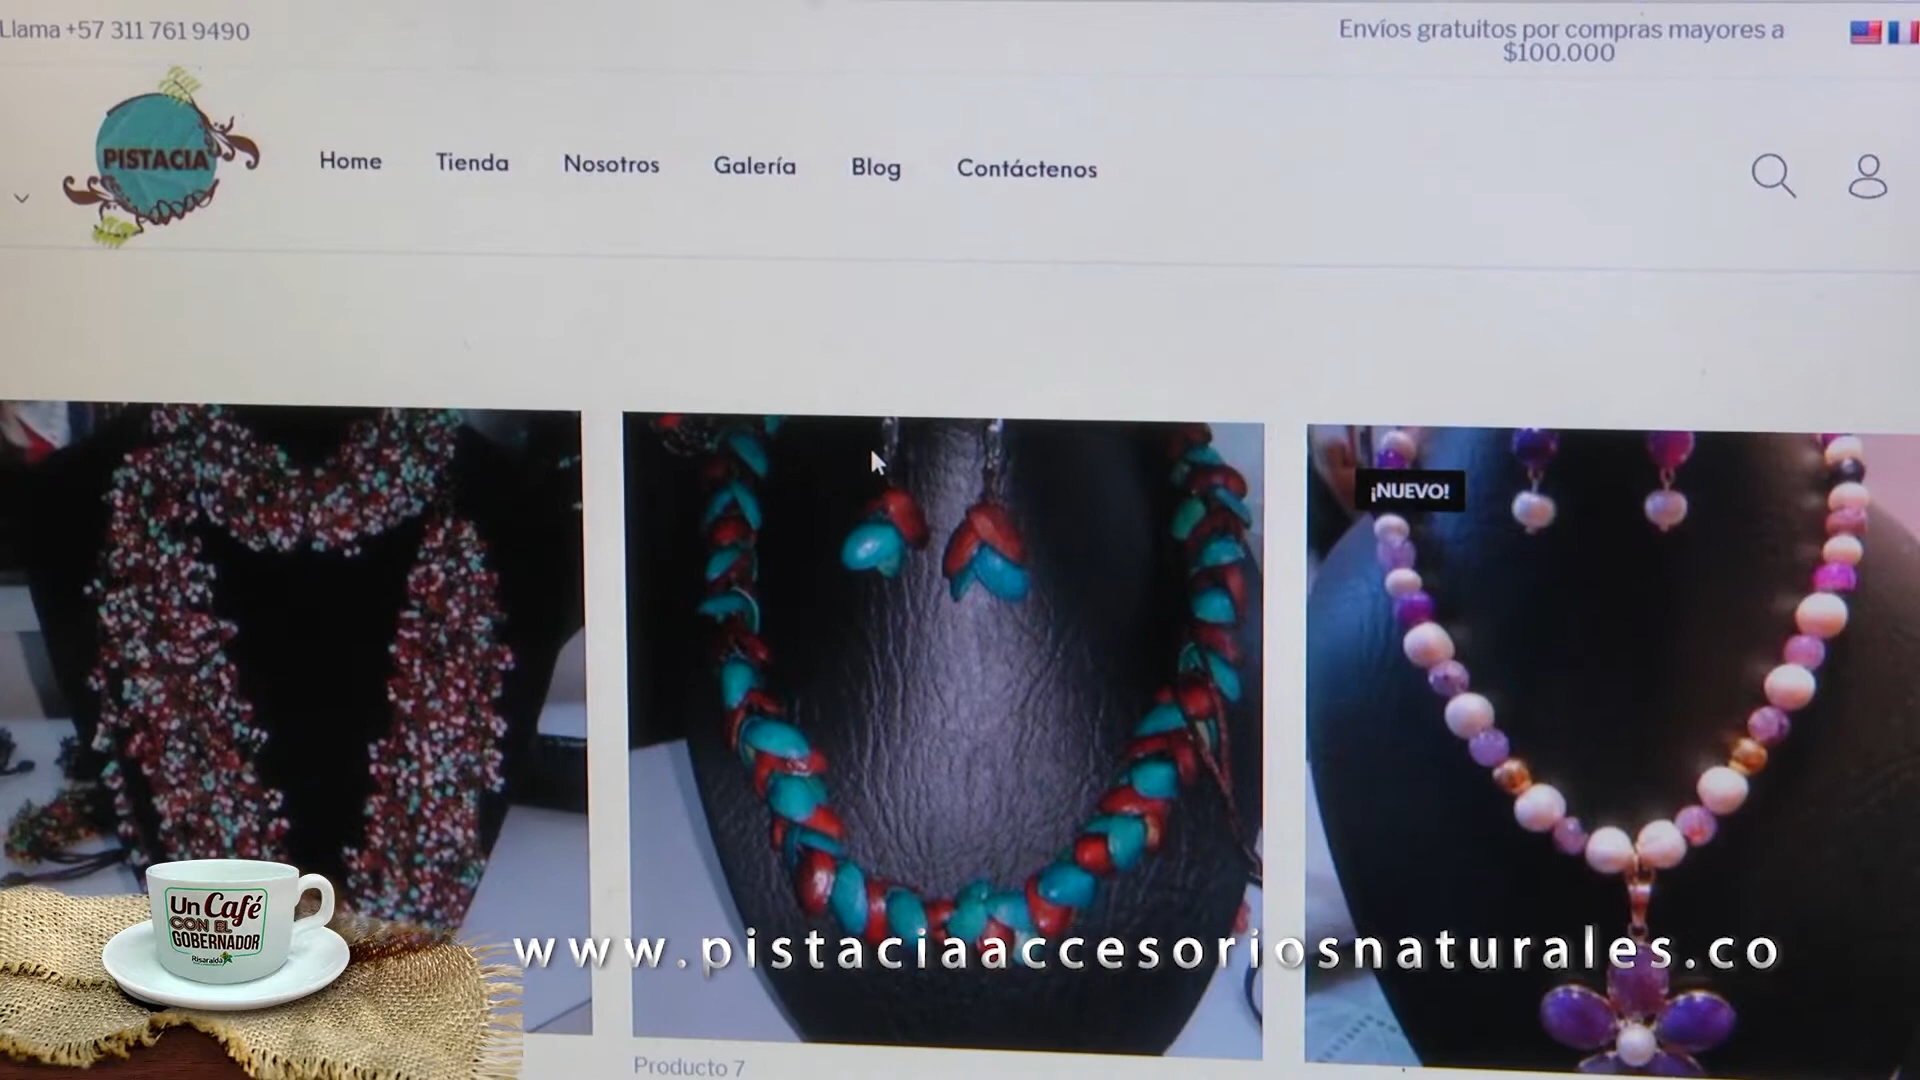 Llama +57 311 761 9490
Envíos gratuitos por compras mayores a
$100.000
PISTACIA
Home
Tienda
Nosotros
Galería
Blog
Contáctenos
¡NUEVO!
Un Café
CON EL
GOBERNADOR
Risaralda
www.pistaciaaccesoriosnaturales.co
Producto 7